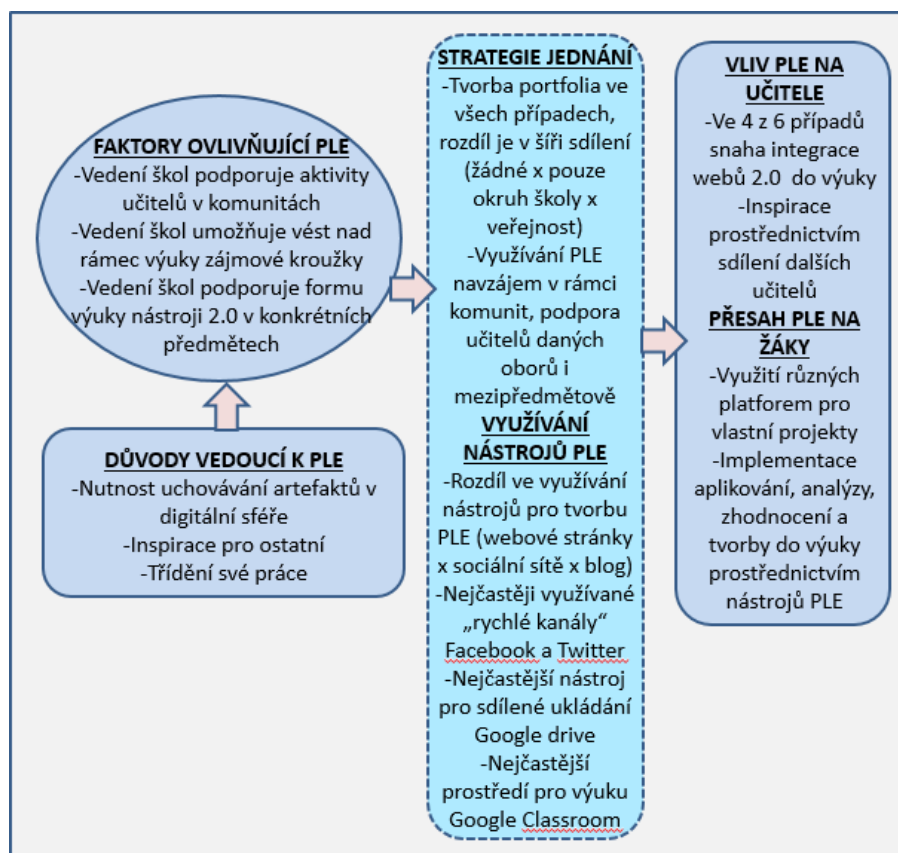 FAKTORY OVLIVŇUJÍCÍ PLE
-Vedení škol podporuje aktivity
učitelů v komunitách
-Vedení škol umožňuje vést nad
rámec výuky zájmové kroužky
-Vedení škol podporuje formu
výuky nástroji 2.0 v konkrétních
předmětech
DŮVODY VEDOUCÍ K PLE
-Nutnost uchovávání artefaktů v
digitální sféře
-Inspirace pro ostatní
-Třídění své práce
STRATEGIE JEDNÁNÍ
-Tvorba portfolia ve
všech případech,
rozdíl je v šíři sdílení
(žádné x pouze
okruh školy x
veřejnost)
-Využívání PLE
navzájem v rámci
komunit, podpora
učitelů daných
oborů i
mezipředmětově
VYUŽÍVÁNÍ
NÁSTROJŮ PLE
-Rozdíl ve využívání
nástrojů pro tvorbu
PLE (webové stránky
x sociální sítě x blog)
-Nejčastěji využívané
„rychlé kanály“
Facebook a Twitter
-Nejčastější nástroj
pro sdílené ukládání
Google drive
-Nejčastější
prostředí pro výuku
Google Classroom
VLIV PLE NA
UČITELE
-Ve 4 z 6 případů
snaha integrace
webů 2.0 do výuky
-Inspirace
prostřednictvím
sdílení dalších
učitelů
PŘESAH PLE NA
ŽÁKY
-Využití různých
platforem pro
vlastní projekty
-Implementace
aplikování, analýzy,
zhodnocení a
tvorby do výuky
prostřednictvím
nástrojů PLE